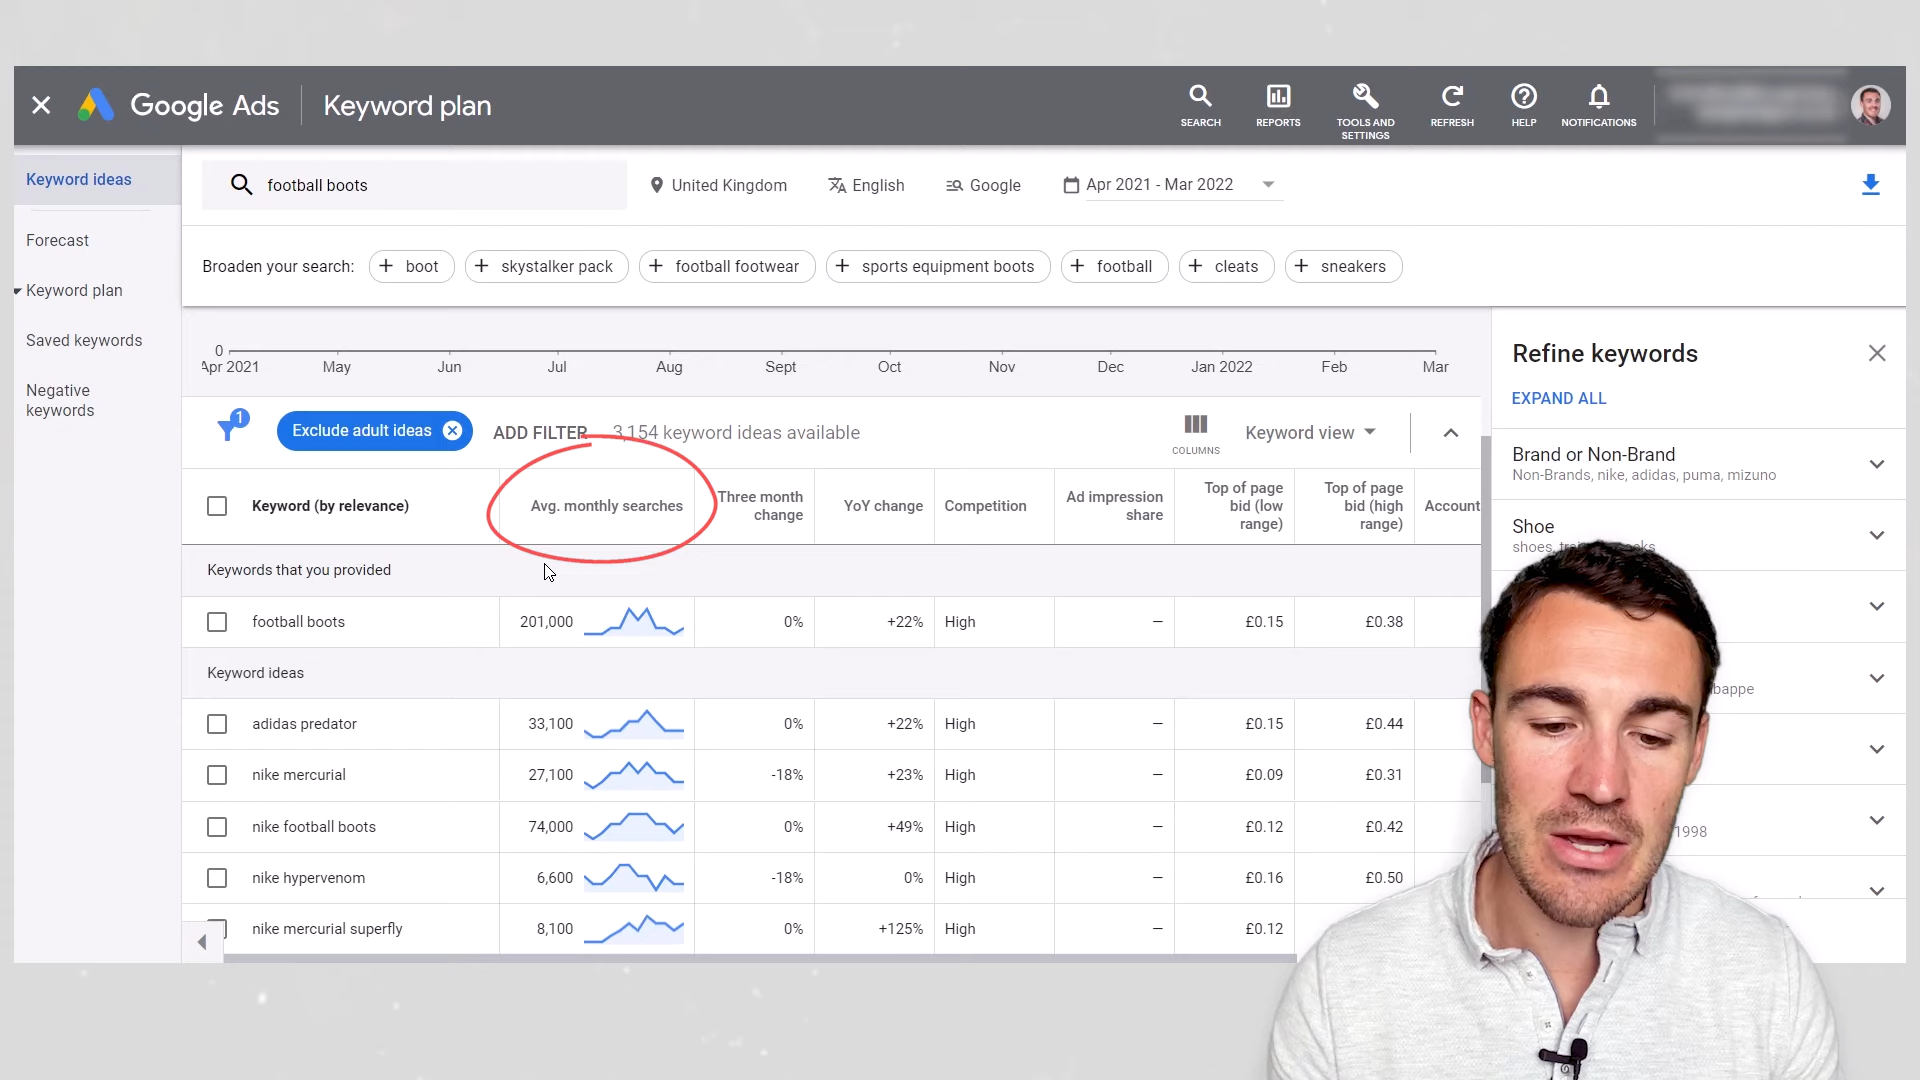 Google Ads
Keyword plan
SEARCH
REPORTS
TOOLS AND
SETTINGS
REFRESH
HELP
NOTIFICATIONS
Keyword ideas
Forecast
Keyword plan
Saved keywords
Negative
keywords
football boots
United Kingdom
English
Google
Apr 2021 - Mar 2022
Broaden your search:
boot
skystalker pack
football footwear
sports equipment boots
football
cleats
sneakers
0
Apr 2021 May Jun Jul Aug Sept Oct Nov Dec Jan 2022 Feb Mar
1
Exclude adult ideas
ADD FILTER
3,154 keyword ideas available
COLUMNS
Keyword view
Keyword (by relevance)
Avg. monthly searches
Three month
change
YoY change
Competition
Ad impression
share
Top of page
bid (low
range)
Top of page
bid (high
range)
Account
Keywords that you provided
football boots 201,000 0% +22% High – £0.15 £0.38
Keyword ideas
adidas predator 33,100 0% +22% High – £0.15 £0.44
nike mercurial 27,100 -18% +23% High – £0.09 £0.31
nike football boots 74,000 0% +49% High – £0.12 £0.42
nike hypervenom 6,600 -18% 0% High – £0.16 £0.50
nike mercurial superfly 8,100 0% +125% High – £0.12
Refine keywords
EXPAND ALL
Brand or Non-Brand
Non-Brands, nike, adidas, puma, mizuno
Shoe
shoes,
1998